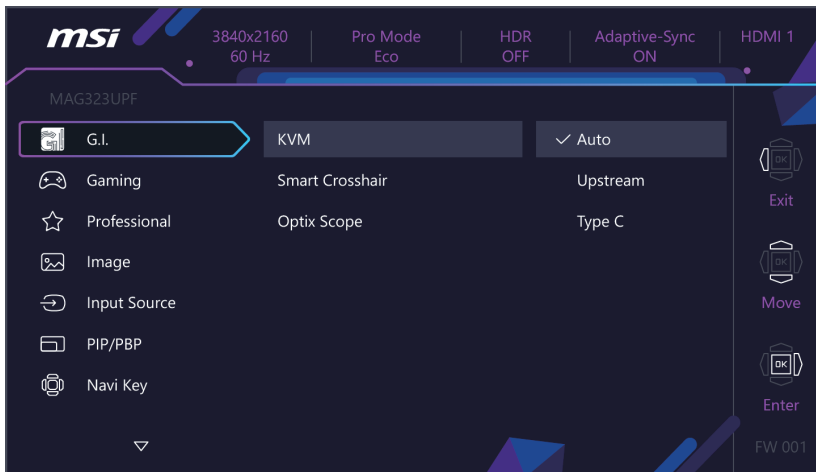 msi
3840x2160 Pro Mode HDR Adaptive-Sync HDMI 1
60 Hz Eco OFF ON
MAG323UPF
G.I. KVM Auto
Gaming Smart Crosshair Upstream
Professional Optix Scope Type C
Image
Input Source
PIP/PBP
Navi Key
OK
Exit
OK
Move
OK
Enter
FW 001